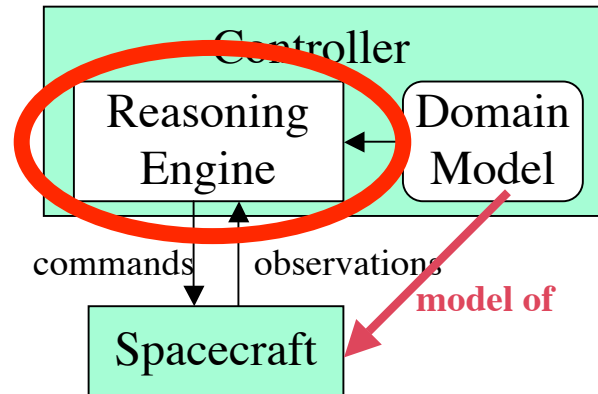 Controller
Reasoning
Engine
Domain
Model
commands
observations
model of
Spacecraft